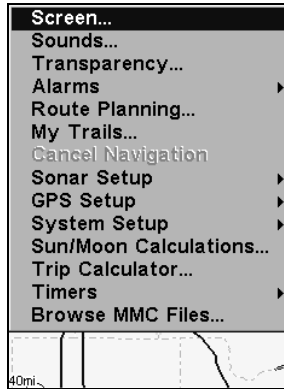 Screen...
Sounds...
Transparency...
Alarms
Route Planning...
My Trails...
Cancel Navigation
Sonar Setup
GPS Setup
System Setup
Sun/Moon Calculations...
Trip Calculator...
Timers
Browse MMC Files...
40mi